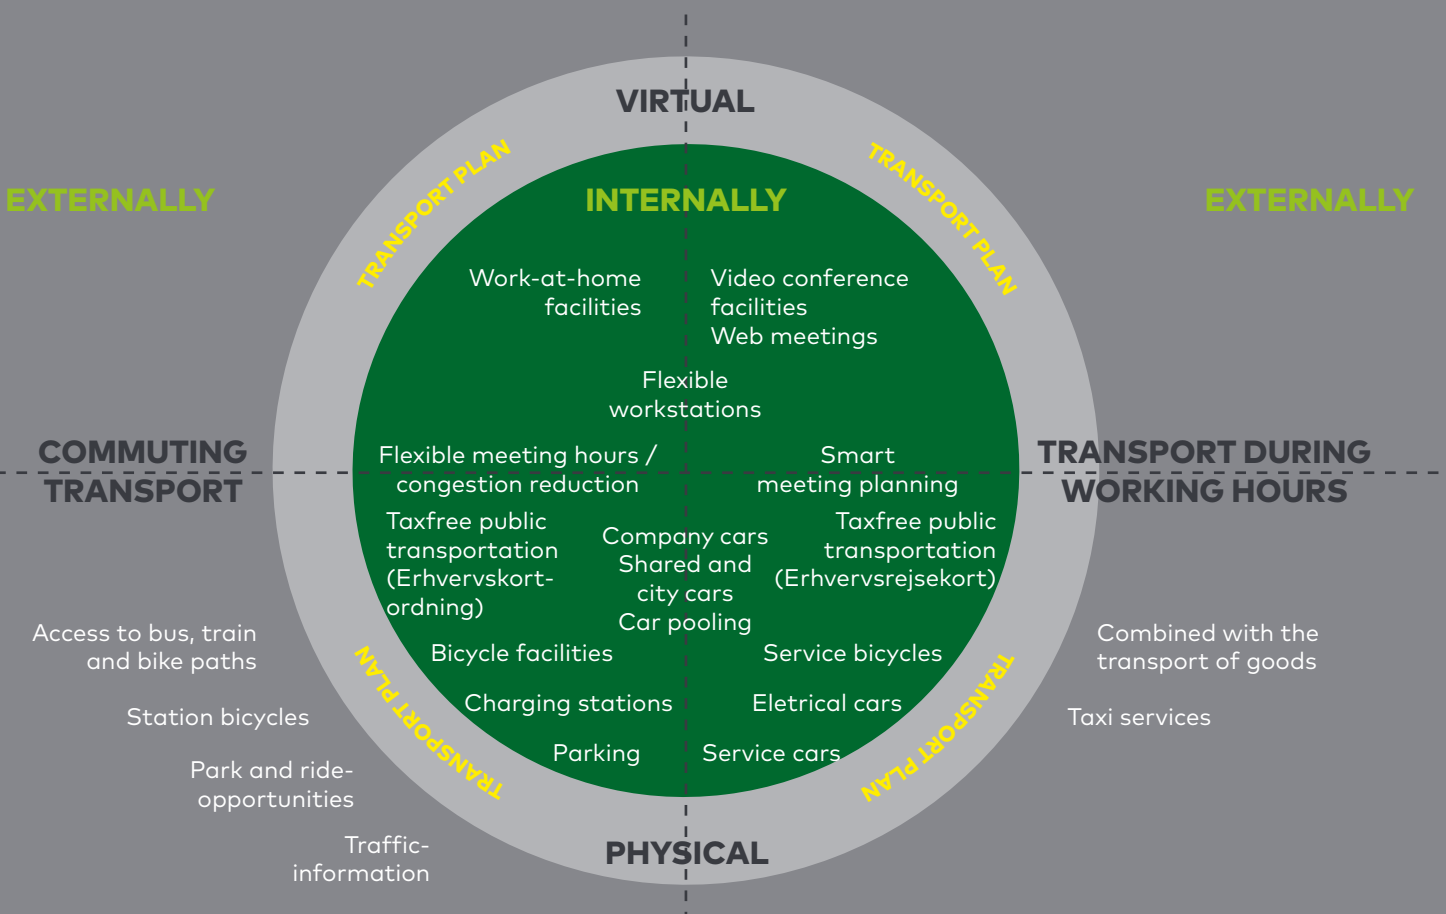 VIRTUAL
TRANSPORT PLAN
TRANSPORT PLAN
EXTERNALLY
INTERNALLY
EXTERNALLY
Work-at-home
facilities
Video conference
facilities
Web meetings
Flexible
workstations
COMMUTING
TRANSPORT
Flexible meeting hours /
congestion reduction
Smart
meeting planning
TRANSPORT DURING
WORKING HOURS
Taxfree public
transportation
(Erhvervskort-
ordning)
Company cars
Shared and
city cars
Car pooling
Taxfree public
transportation
(Erhvervsrejsekort)
Access to bus, train
and bike paths
Bicycle facilities
Service bicycles
Combined with the
transport of goods
Station bicycles
Charging stations
Eletrical cars
Taxi services
Park and ride-
opportunities
Parking
Service cars
TRANSPORT PLAN
TRANSPORT PLAN
Traffic-
information
PHYSICAL